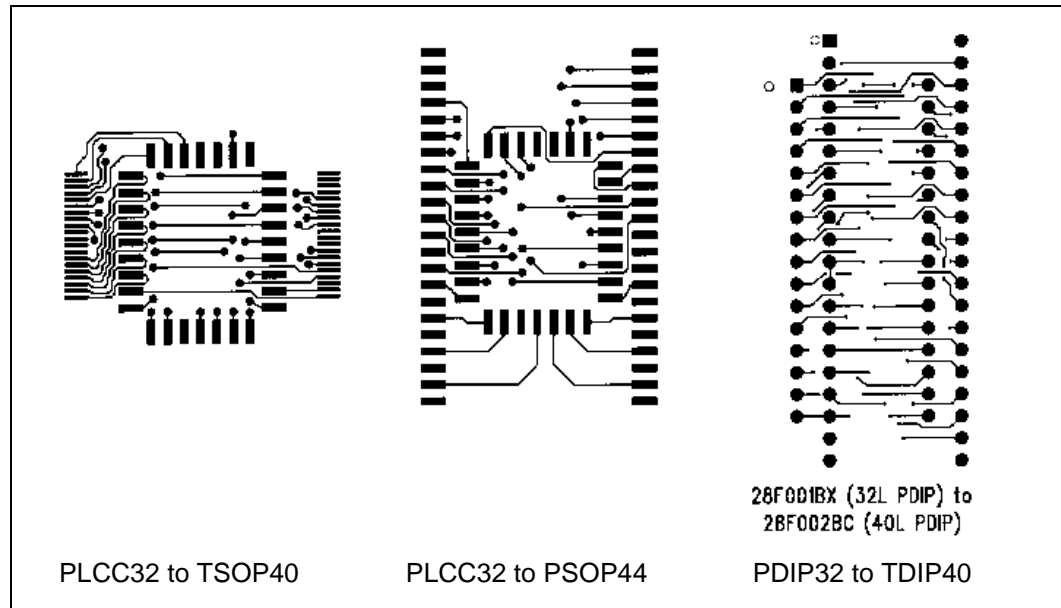 28F001BX (32L PDIP) to
28F002BC (40L PDIP)
PLCC32 to TSOP40
PLCC32 to PSOP44
PDIP32 to TDIP40